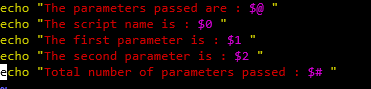 echo "The parameters passed are : $@ "
echo "The script name is : $0 "
echo "The first parameter is : $1 "
echo "The second parameter is : $2 "
echo "Total number of parameters passed : $# "
~